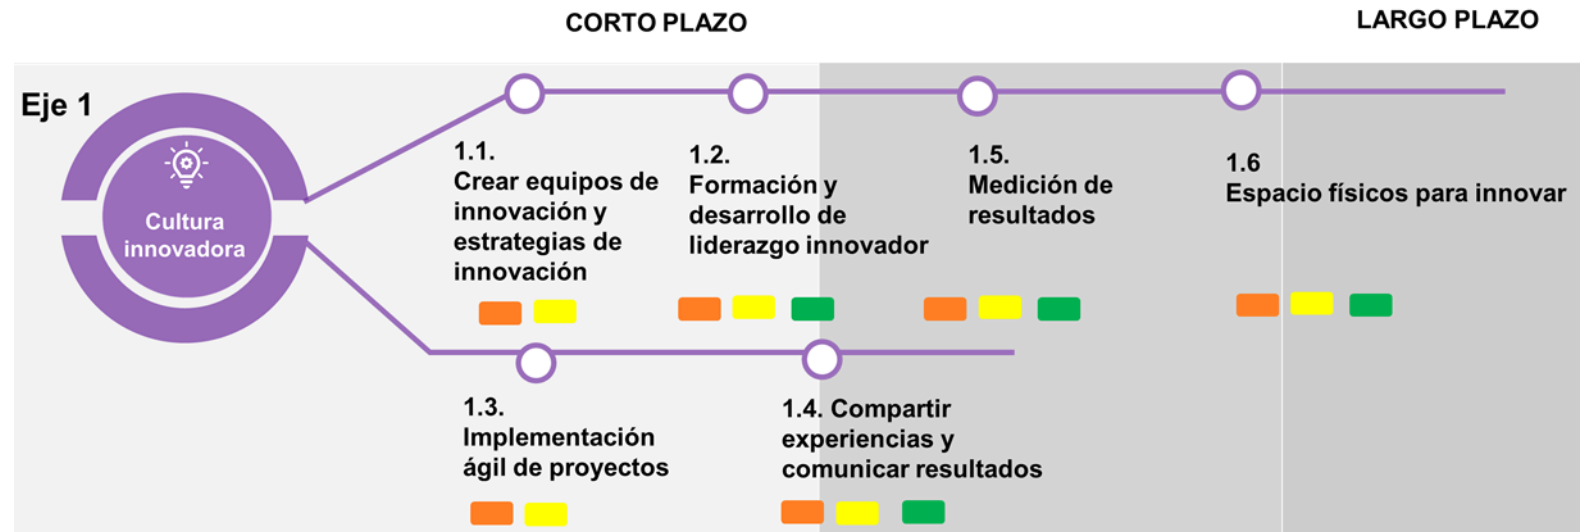 CORTO PLAZO
LARGO PLAZO
Eje 1
Cultura
innovadora
1.1.
Crear equipos de
innovación y
estrategias de
innovación
1.2.
Formación y
desarrollo de
liderazgo innovador
1.5.
Medición de
resultados
1.6
Espacio físicos para innovar
1.3.
Implementación
ágil de proyectos
1.4. Compartir
experiencias y
comunicar resultados